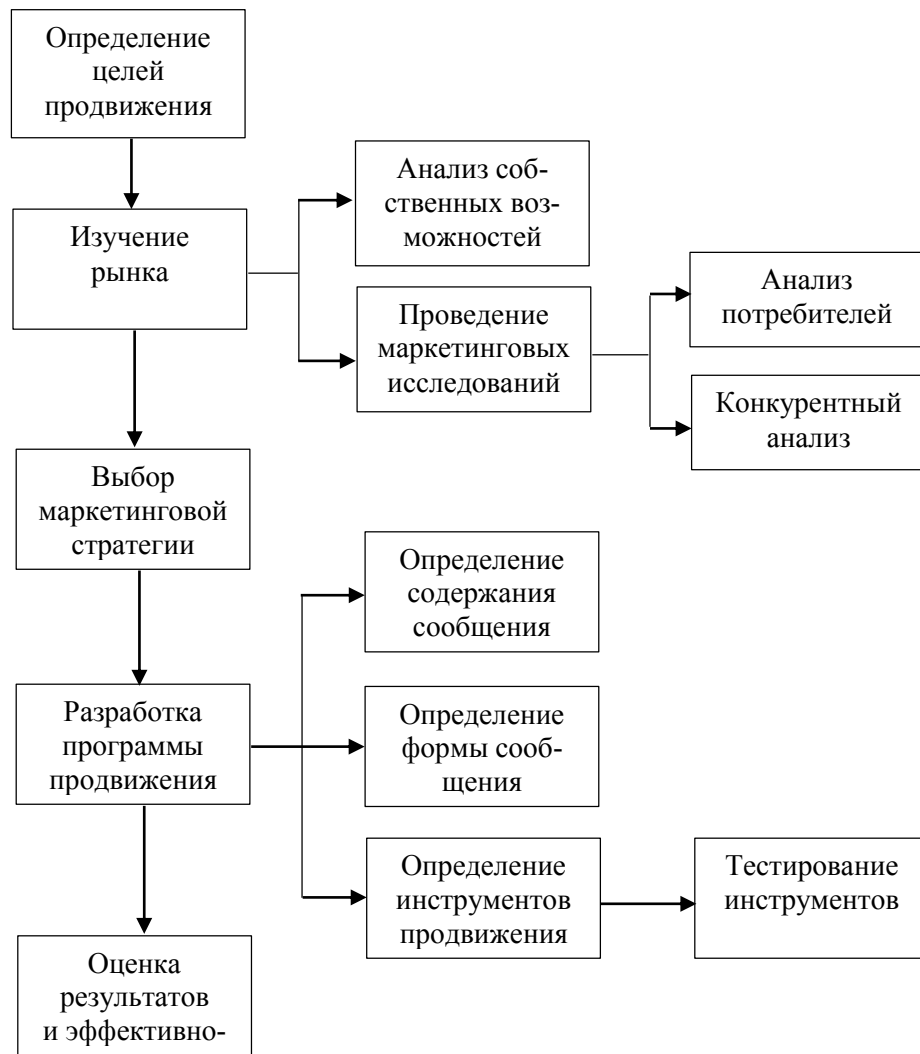 Определение
целей
продвижения
Изучение
рынка
Анализ соб-
ственных воз-
можностей
Проведение
маркетинговых
исследований
Анализ
потребителей
Конкурентный
анализ
Выбор
маркетинговой
стратегии
Разработка
программы
продвижения
Определение
содержания
сообщения
Определение
формы сооб-
щения
Определение
инструментов
продвижения
Тестирование
инструментов
Оценка
результатов
и эффективно-